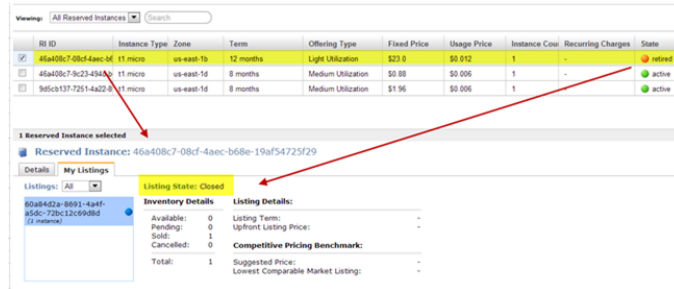 Viewing: All Reserved Instances Search
RI ID Instance Type Zone Term Offering Type Fixed Price Usage Price Instance Cou Recurring Charges State
46a408c7-08cf-4aec-b6 t1.micro us-east-1b 12 months Light Utilization $23.0 $0.012 1 - retired
46a408c7-9c23-494d-b t1.micro us-east-1d 8 months Medium Utilization $0.88 $0.006 1 - active
9d5cb137-7251-4a22-8 t1.micro us-east-1d 8 months Medium Utilization $1.96 $0.006 1 - active
1 Reserved Instance selected
Reserved Instance: 46a408c7-08cf-4aec-b68e-19af54725f29
Details My Listings
Listings: All Listing State: Closed
60a84d2a-8691-4a4f-
a5dc-72bc12c69d8d
(1 instance)
Inventory Details Listing Details:
Available: 0 Listing Term: -
Pending: 0 Upfront Listing Price: -
Sold: 1
Cancelled: 0 Competitive Pricing Benchmark:
Total: 1 Suggested Price: -
Lowest Comparable Market Listing: -